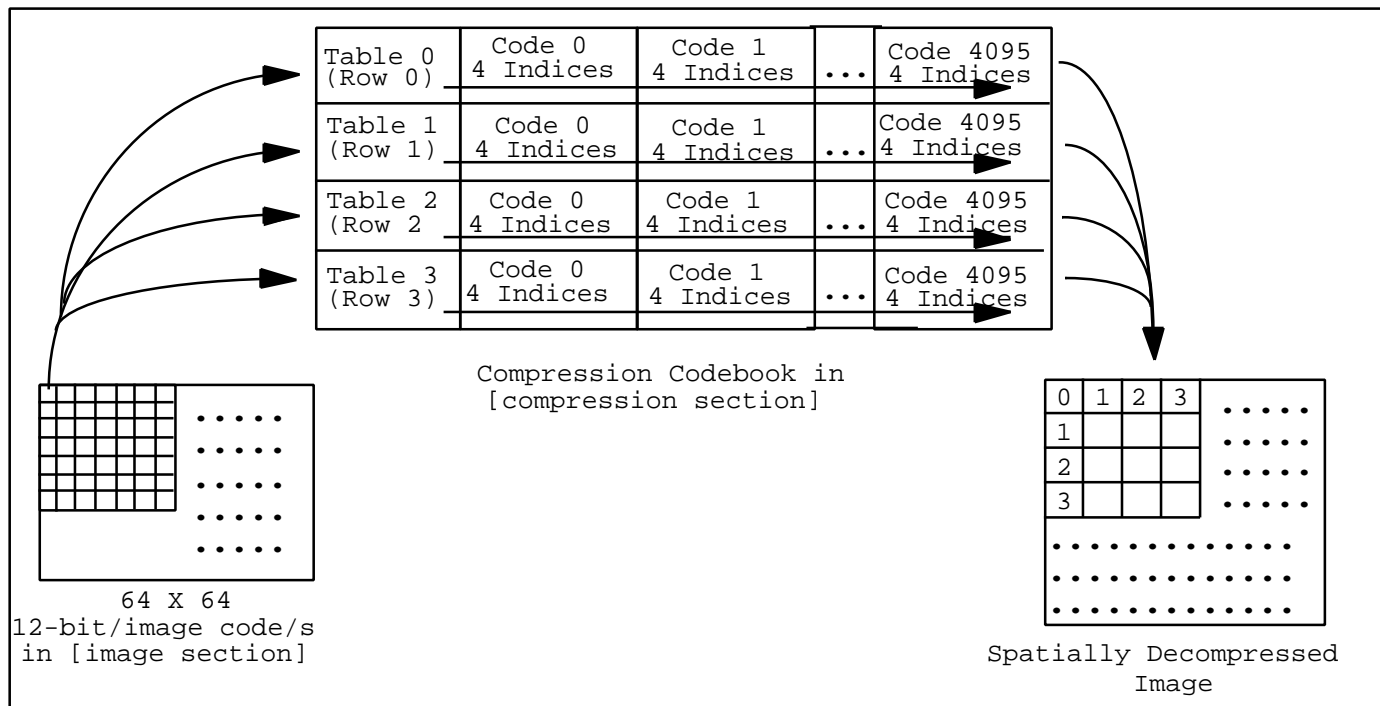 Table 0 Code 0 Code 1 Code 4095
(Row 0) 4 Indices 4 Indices ... 4 Indices
Table 1 Code 0 Code 1 Code 4095
(Row 1) 4 Indices 4 Indices ... 4 Indices
Table 2 Code 0 Code 1 Code 4095
(Row 2 4 Indices 4 Indices ... 4 Indices
Table 3 Code 0 Code 1 Code 4095
(Row 3) 4 Indices 4 Indices ... 4 Indices
Compression Codebook in
[compression section]
64 X 64
12-bit/image code/s
in [image section]
0 1 2 3
1
2
3
Spatially Decompressed
Image